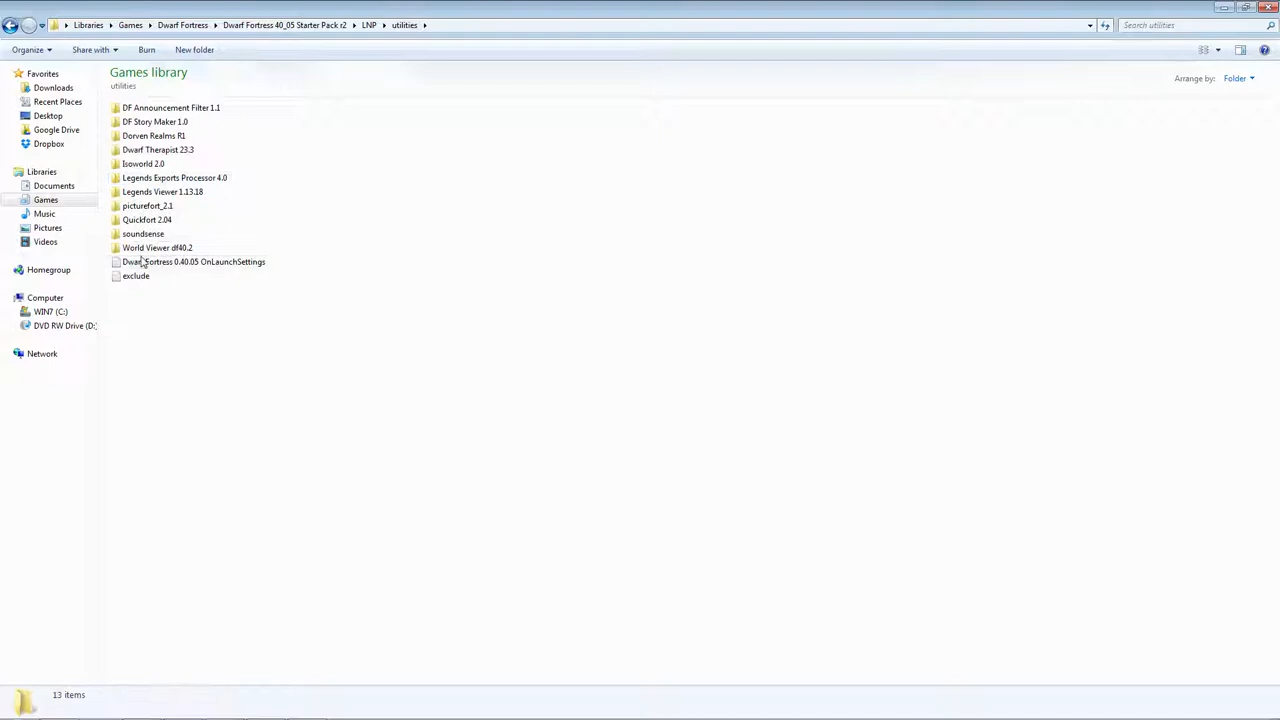 Libraries Games Dwarf Fortress Dwarf Fortress 40_05 Starter Pack r2 LNP utilities Search utilities
Organize Share with Burn New folder
Favorites
Downloads
Recent Places
Desktop
Google Drive
Dropbox
Libraries
Documents
Games
Music
Pictures
Videos
Homegroup
Computer
WIN7 (C:)
DVD RW Drive (D:)
Network
Games library
utilities
Arrange by: Folder
DF Announcement Filter 1.1
DF Story Maker 1.0
Dorven Realms R1
Dwarf Therapist 23.3
Isoworld 2.0
Legends Exports Processor 4.0
Legends Viewer 1.13.18
picturefort_2.1
Quickfort 2.04
soundsense
World Viewer df40.2
Dwarf Fortress 0.40.05 OnLaunchSettings
exclude
13 items